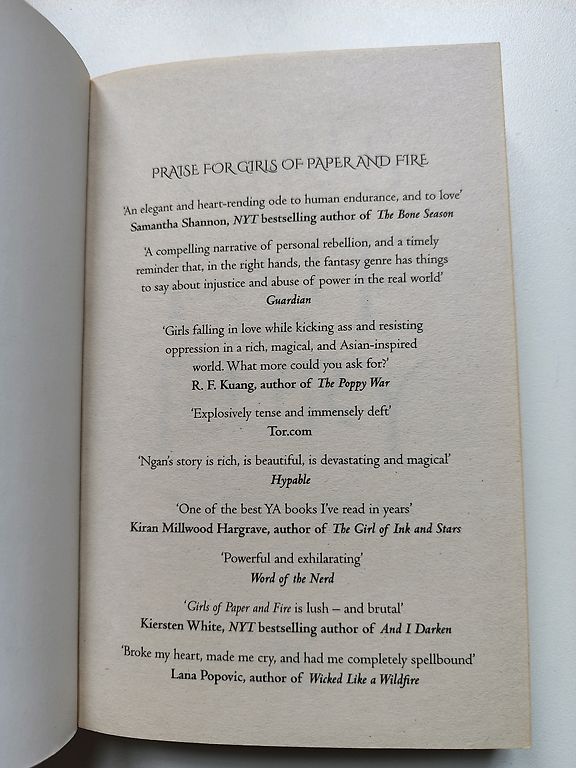 PRAISE FOR GIRLS OF PAPER AND FIRE
‘An elegant and heart-rending ode to human endurance, and to love’
Samantha Shannon, NYT bestselling author of The Bone Season
‘A compelling narrative of personal rebellion, and a timely
reminder that, in the right hands, the fantasy genre has things
to say about injustice and abuse of power in the real world’
Guardian
‘Girls falling in love while kicking ass and resisting
oppression in a rich, magical, and Asian-inspired
world. What more could you ask for?’
R. F. Kuang, author of The Poppy War
‘Explosively tense and immensely deft’
Tor.com
‘Ngan’s story is rich, is beautiful, is devastating and magical’
Hypable
‘One of the best YA books I’ve read in years’
Kiran Millwood Hargrave, author of The Girl of Ink and Stars
‘Powerful and exhilarating’
Word of the Nerd
‘Girls of Paper and Fire is lush – and brutal’
Kiersten White, NYT bestselling author of And I Darken
‘Broke my heart, made me cry, and had me completely spellbound’
Lana Popovic, author of Wicked Like a Wildfire